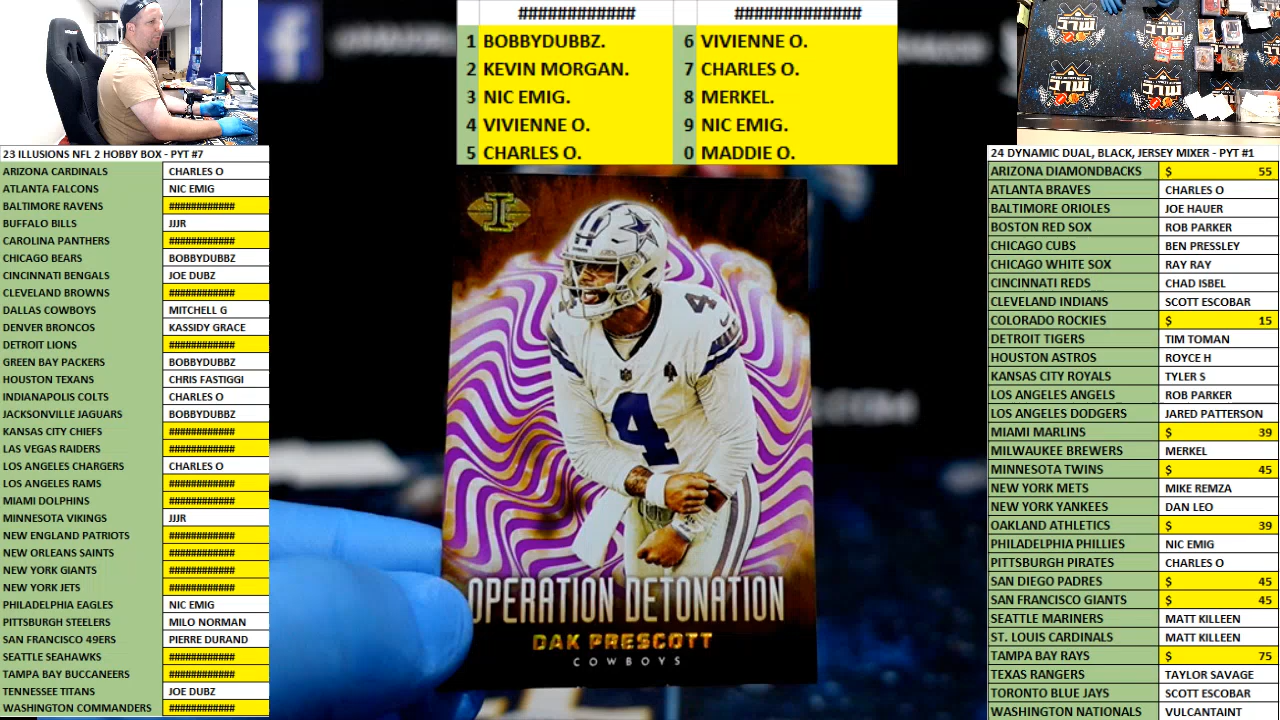 ############ ############
1 BOBBYDUBBZ. 6 VIVIENNE O.
2 KEVIN MORGAN. 7 CHARLES O.
3 NIC EMIG. 8 MERKEL.
4 VIVIENNE O. 9 NIC EMIG.
5 CHARLES O. 0 MADDIE O.
23 ILLUSIONS NFL 2 HOBBY BOX - PYT #7
ARIZONA CARDINALS CHARLES O
ATLANTA FALCONS NIC EMIG
BALTIMORE RAVENS ############
BUFFALO BILLS JJJR
CAROLINA PANTHERS ############
CHICAGO BEARS BOBBYDUBBZ
CINCINNATI BENGALS JOE DUBZ
CLEVELAND BROWNS ############
DALLAS COWBOYS MITCHELL G
DENVER BRONCOS KASSIDY GRACE
DETROIT LIONS ############
GREEN BAY PACKERS BOBBYDUBBZ
HOUSTON TEXANS CHRIS FASTIGGI
INDIANAPOLIS COLTS CHARLES O
JACKSONVILLE JAGUARS BOBBYDUBBZ
KANSAS CITY CHIEFS ############
LAS VEGAS RAIDERS ############
LOS ANGELES CHARGERS CHARLES O
LOS ANGELES RAMS ############
MIAMI DOLPHINS ############
MINNESOTA VIKINGS JJJR
NEW ENGLAND PATRIOTS ############
NEW ORLEANS SAINTS ############
NEW YORK GIANTS ############
NEW YORK JETS ############
PHILADELPHIA EAGLES NIC EMIG
PITTSBURGH STEELERS MILO NORMAN
SAN FRANCISCO 49ERS PIERRE DURAND
SEATTLE SEAHAWKS ############
TAMPA BAY BUCCANEERS ############
TENNESSEE TITANS JOE DUBZ
WASHINGTON COMMANDERS ############
I
4
4
OPERATION DETONATION
DAK PRESCOTT
COWBOYS
24 DYNAMIC DUAL, BLACK, JERSEY MIXER - PYT #1
ARIZONA DIAMONDBACKS $ 55
ATLANTA BRAVES CHARLES O
BALTIMORE ORIOLES JOE HAUER
BOSTON RED SOX ROB PARKER
CHICAGO CUBS BEN PRESSLEY
CHICAGO WHITE SOX RAY RAY
CINCINNATI REDS CHAD ISBEL
CLEVELAND INDIANS SCOTT ESCOBAR
COLORADO ROCKIES $ 15
DETROIT TIGERS TIM TOMAN
HOUSTON ASTROS ROYCE H
KANSAS CITY ROYALS TYLER S
LOS ANGELES ANGELS ROB PARKER
LOS ANGELES DODGERS JARED PATTERSON
MIAMI MARLINS $ 39
MILWAUKEE BREWERS MERKEL
MINNESOTA TWINS $ 45
NEW YORK METS MIKE REMZA
NEW YORK YANKEES DAN LEO
OAKLAND ATHLETICS $ 39
PHILADELPHIA PHILLIES NIC EMIG
PITTSBURGH PIRATES CHARLES O
SAN DIEGO PADRES $ 45
SAN FRANCISCO GIANTS $ 45
SEATTLE MARINERS MATT KILLEEN
ST. LOUIS CARDINALS MATT KILLEEN
TAMPA BAY RAYS $ 75
TEXAS RANGERS TAYLOR SAVAGE
TORONTO BLUE JAYS SCOTT ESCOBAR
WASHINGTON NATIONALS VULCANTAINT